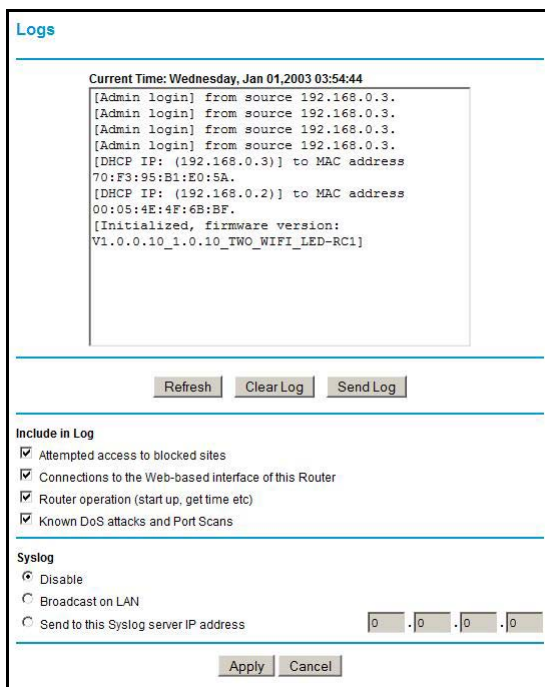 Logs
Current Time: Wednesday, Jan 01,2003 03:54:44
[Admin login] from source 192.168.0.3.
[Admin login] from source 192.168.0.3.
[Admin login] from source 192.168.0.3.
[Admin login] from source 192.168.0.3.
[DHCP IP: (192.168.0.3)] to MAC address
70:F3:95:B1:E0:5A.
[DHCP IP: (192.168.0.2)] to MAC address
00:05:4E:4F:6B:BF.
[Initialized, firmware version:
V1.0.0.10_1.0.10_TWO_WIFI_LED-RC1]
Refresh Clear Log Send Log
Include in Log
Attempted access to blocked sites
Connections to the Web-based interface of this Router
Router operation (start up, get time etc)
Known DoS attacks and Port Scans
Syslog
Disable
Broadcast on LAN
Send to this Syslog server IP address 0 . 0 . 0 . 0
Apply Cancel